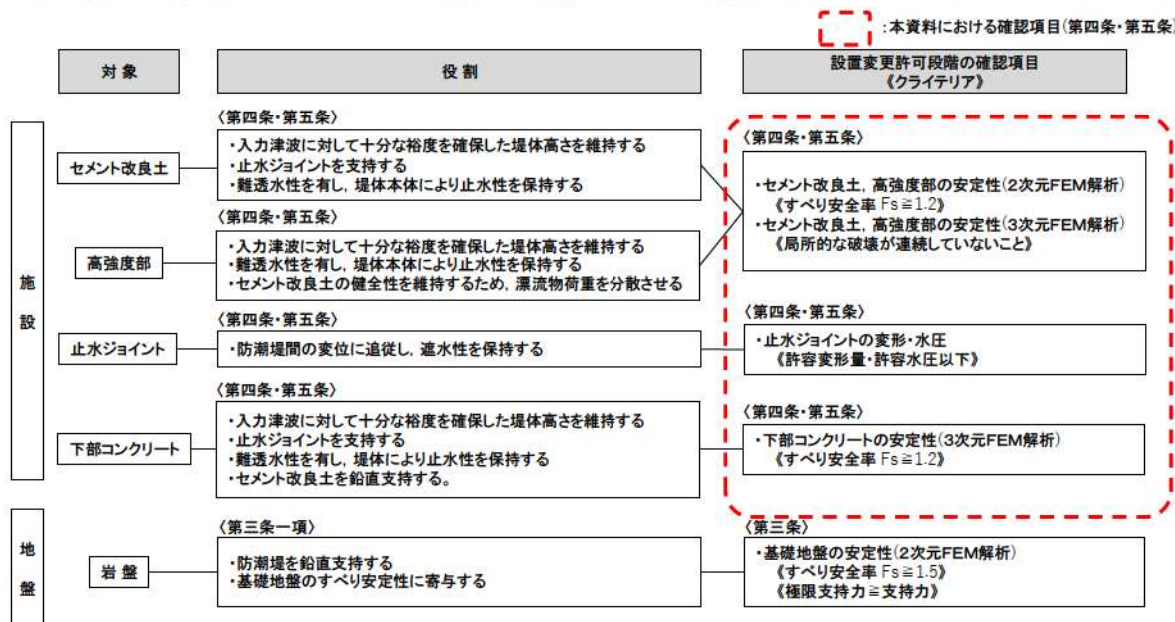 :本資料における確認項目(第四条・第五条)
対象
役割
設置変更許可段階の確認項目
《クライテリア》
施設
セメント改良土
〈第四条・第五条〉
・入力津波に対して十分な裕度を確保した堤体高さを維持する
・止水ジョイントを支持する
・難透水性を有し，堤体本体により止水性を保持する
高強度部
〈第四条・第五条〉
・入力津波に対して十分な裕度を確保した堤体高さを維持する
・難透水性を有し，堤体本体により止水性を保持する
・セメント改良土の健全性を維持するため，漂流物荷重を分散させる
〈第四条・第五条〉
・セメント改良土，高強度部の安定性(2次元FEM解析)
《すべり安全率 Fs≧1.2》
・セメント改良土，高強度部の安定性(3次元FEM解析)
《局所的な破壊が連続していないこと》
止水ジョイント
〈第四条・第五条〉
・防潮堤間の変位に追従し，遮水性を保持する
〈第四条・第五条〉
・止水ジョイントの変形・水圧
《許容変形量・許容水圧以下》
下部コンクリート
〈第四条・第五条〉
・入力津波に対して十分な裕度を確保した堤体高さを維持する
・止水ジョイントを支持する
・難透水性を有し，堤体により止水性を保持する
・セメント改良土を鉛直支持する。
〈第四条・第五条〉
・下部コンクリートの安定性(3次元FEM解析)
《すべり安全率 Fs≧1.2》
地盤
岩盤
〈第三条一項〉
・防潮堤を鉛直支持する
・基礎地盤のすべり安定性に寄与する
〈第三条〉
・基礎地盤の安定性(2次元FEM解析)
《すべり安全率 Fs≧1.5》
《極限支持力≧支持力》